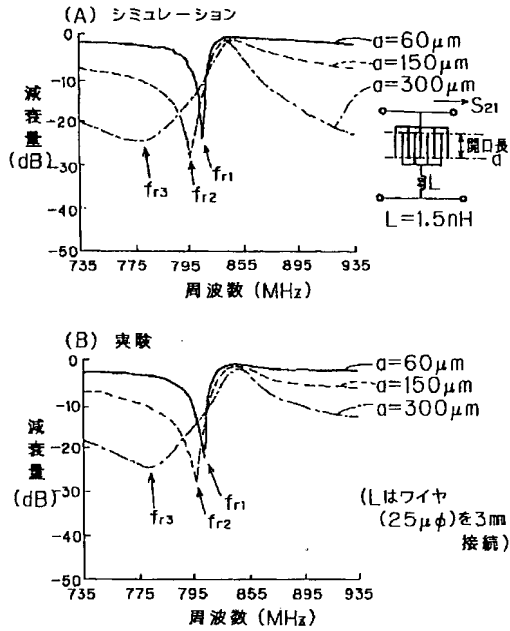 (A) シミュレーション
0
-10
-20
-30
-40
-50
減衰量
(dB)
a=60μm
a=150μm
a=300μm
S21
開口長
a
L
L=1.5nH
fr3
fr2
fr1
735
775
795
855
895
935
周波数(MHz)
(B) 実験
0
-10
-20
-30
-40
-50
減衰量
(dB)
a=60μm
a=150μm
a=300μm
fr3
fr2
fr1
(Lはワイヤ
(25μφ)を3mm
接続)
735
775
795
855
895
935
周波数(MHz)